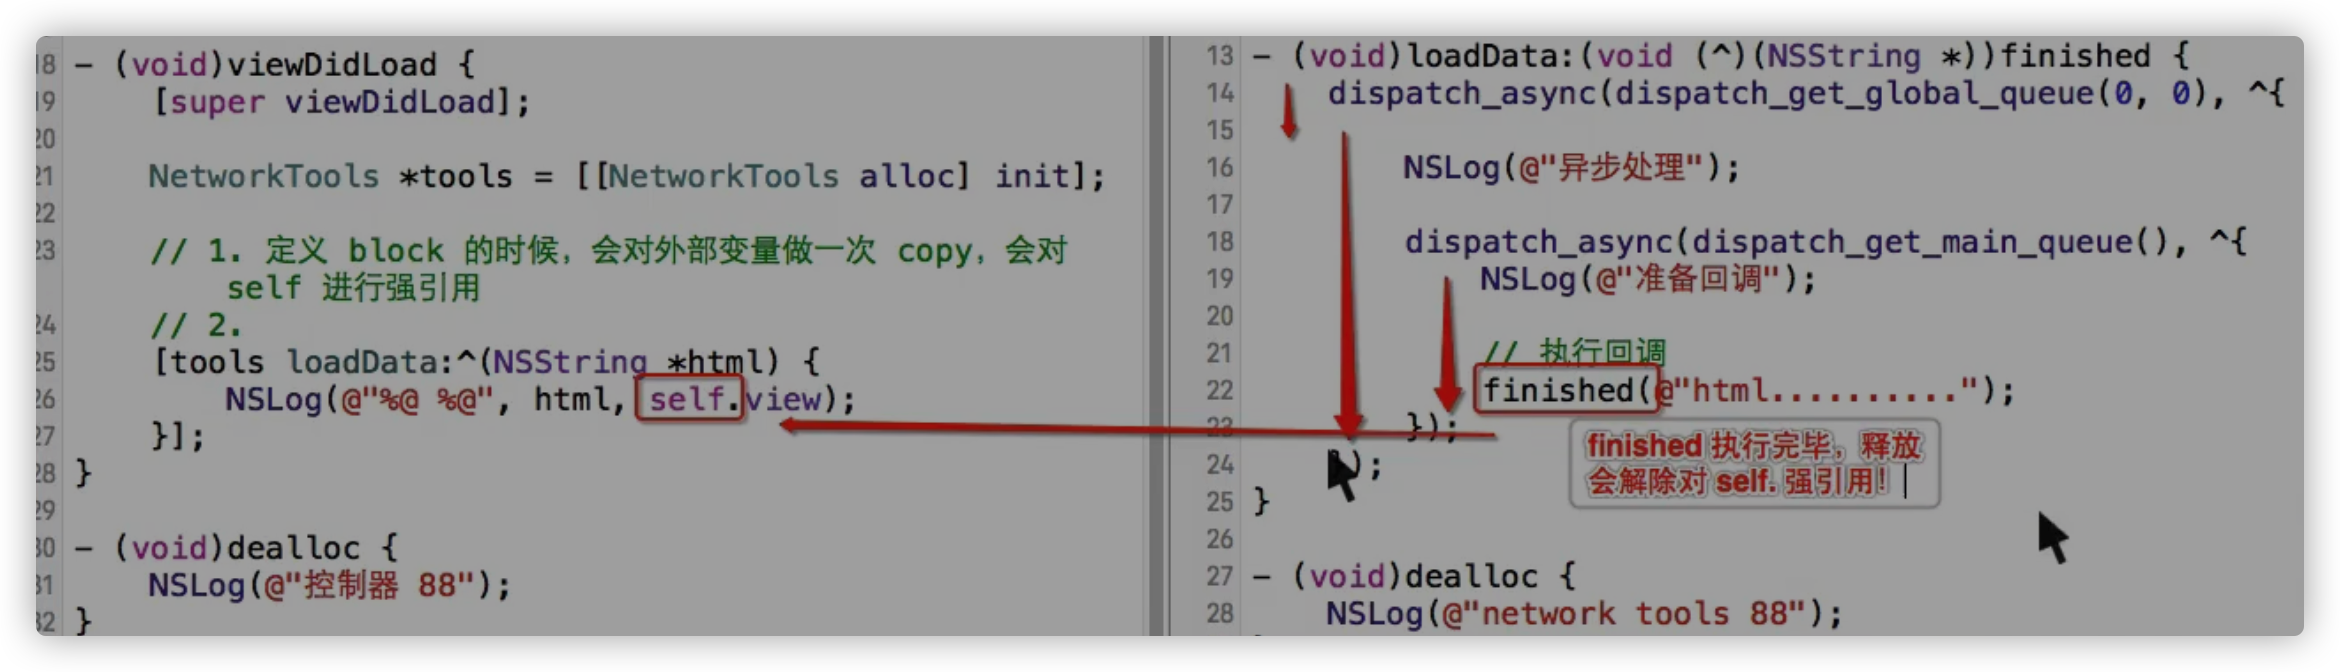 18 - (void)viewDidLoad {
19 [super viewDidLoad];
20
21 NetworkTools *tools = [[NetworkTools alloc] init];
22
23 // 1. 定义 block 的时候，会对外部变量做一次 copy，会对
self 进行强引用
24 // 2.
25 [tools loadData:^(NSString *html) {
26 NSLog(@"%@ %@", html, self.view);
27 }];
28 }
29
30 - (void)dealloc {
31 NSLog(@"控制器 88");
32 }
13 - (void)loadData:(void (^)(NSString *))finished {
14 dispatch_async(dispatch_get_global_queue(0, 0), ^{
15
16 NSLog(@"异步处理");
17
18 dispatch_async(dispatch_get_main_queue(), ^{
19 NSLog(@"准备回调");
20
21 // 执行回调
22 finished(@"html..........");
23 });
24 });
25 }
26
27 - (void)dealloc {
28 NSLog(@"network tools 88");
finished 执行完毕，释放
会解除对 self. 强引用！